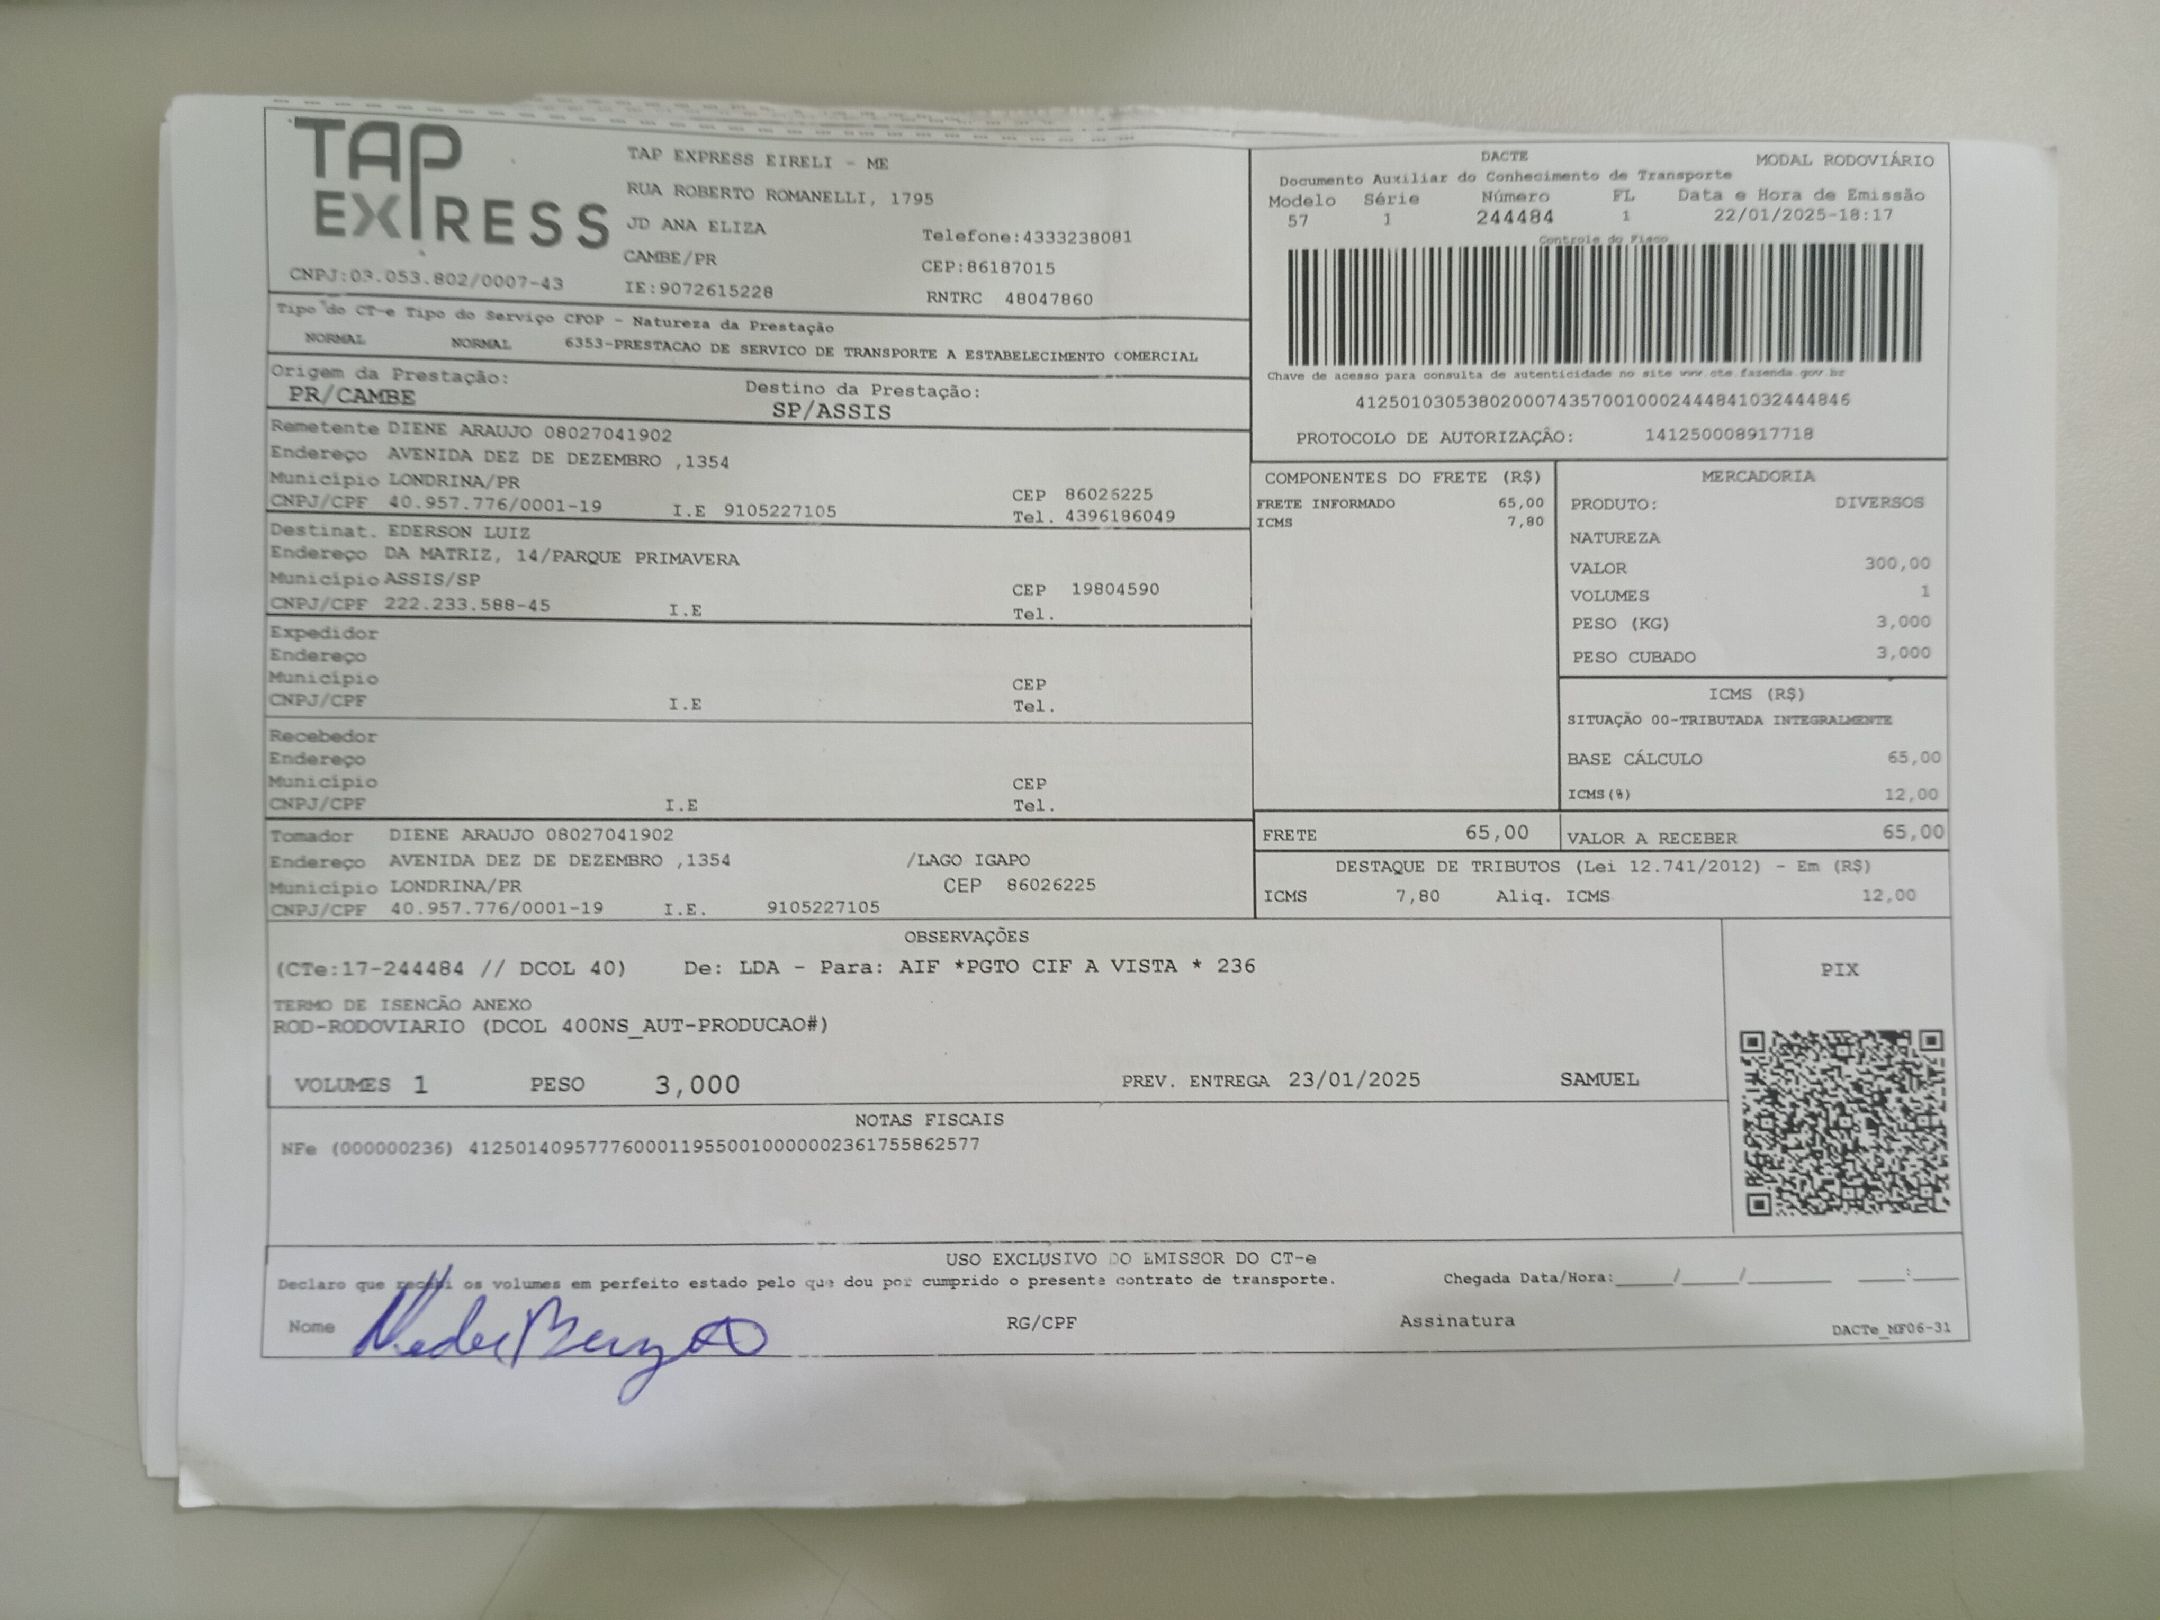 TAP EXPRESS
CNPJ:03.053.802/0007-43
TAP EXPRESS EIRELI - ME
RUA ROBERTO ROMANELLI, 1795
JD ANA ELIZA
Telefone:4333238081
CAMBE/PR
CEP:86187015
IE:9072615228
RNTRC 48047860
DACTE MODAL RODOVIÁRIO
Documento Auxiliar do Conhecimento de Transporte
Modelo Série Número FL Data e Hora de Emissão
57 1 244484 1 22/01/2025-18:17
Controle do Fisco
Chave de acesso para consulta de autenticidade no site www.cte.fazenda.gov.br
41250103053802000743570010002444841032444846
PROTOCOLO DE AUTORIZAÇÃO: 141250008917718
Tipo do CT-e Tipo do Serviço CFOP - Natureza da Prestação
NORMAL NORMAL 6353-PRESTACAO DE SERVICO DE TRANSPORTE A ESTABELECIMENTO COMERCIAL
Origem da Prestação: Destino da Prestação:
PR/CAMBE SP/ASSIS
Remetente DIENE ARAUJO 08027041902
Endereço AVENIDA DEZ DE DEZEMBRO ,1354
Município LONDRINA/PR CEP 86026225
CNPJ/CPF 40.957.776/0001-19 I.E 9105227105 Tel. 4396186049
Destinat. EDERSON LUIZ
Endereço DA MATRIZ, 14/PARQUE PRIMAVERA
Município ASSIS/SP CEP 19804590
CNPJ/CPF 222.233.588-45 I.E Tel.
Expedidor
Endereço
Município CEP
CNPJ/CPF I.E Tel.
Recebedor
Endereço
Município CEP
CNPJ/CPF I.E Tel.
Tomador DIENE ARAUJO 08027041902
Endereço AVENIDA DEZ DE DEZEMBRO ,1354 /LAGO IGAPO
Município LONDRINA/PR CEP 86026225
CNPJ/CPF 40.957.776/0001-19 I.E. 9105227105
COMPONENTES DO FRETE (R$)
FRETE INFORMADO 65,00
ICMS 7,80
MERCADORIA
PRODUTO: DIVERSOS
NATUREZA
VALOR 300,00
VOLUMES 1
PESO (KG) 3,000
PESO CUBADO 3,000
ICMS (R$)
SITUAÇÃO 00-TRIBUTADA INTEGRALMENTE
BASE CÁLCULO 65,00
ICMS(%) 12,00
FRETE 65,00 VALOR A RECEBER 65,00
DESTAQUE DE TRIBUTOS (Lei 12.741/2012) - Em (R$)
ICMS 7,80 Aliq. ICMS 12,00
OBSERVAÇÕES
(CTe:17-244484 // DCOL 40) De: LDA - Para: AIF *PGTO CIF A VISTA * 236
TERMO DE ISENCÃO ANEXO
ROD-RODOVIARIO (DCOL 400NS_AUT-PRODUCAO#)
VOLUMES 1 PESO 3,000 PREV. ENTREGA 23/01/2025 SAMUEL
PIX
NOTAS FISCAIS
NFe (000000236) 41250140957776000119550010000002361755862577
USO EXCLUSIVO DO EMISSOR DO CT-e
Declaro que recebi os volumes em perfeito estado pelo que dou por cumprido o presente contrato de transporte. Chegada Data/Hora:_____/_____/_______ ____:____
Nome RG/CPF Assinatura
DACTe_MF06-31